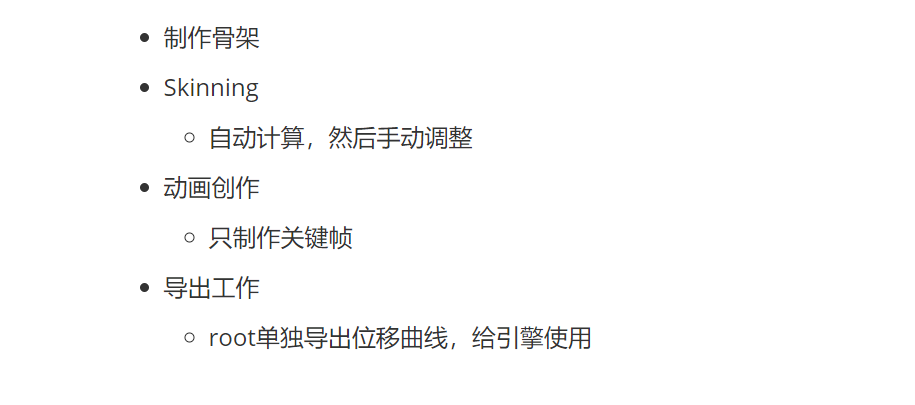 制作骨架
Skinning
自动计算，然后手动调整
动画创作
只制作关键帧
导出工作
root单独导出位移曲线，给引擎使用